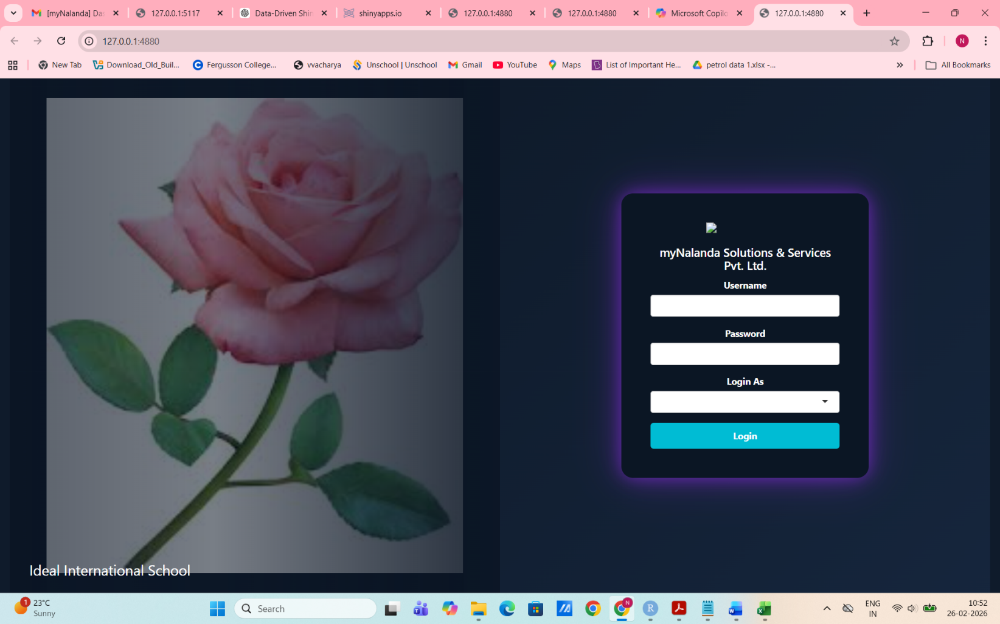 [myNalanda] Das
127.0.0.1:5117
Data-Driven Shin
shinyapps.io
127.0.0.1:4880
127.0.0.1:4880
Microsoft Copilo
127.0.0.1:4880
127.0.0.1:4880
N
New Tab
Download_Old_Buil...
Fergusson College...
vvacharya
Unschool | Unschool
Gmail
YouTube
Maps
List of Important He...
petrol data 1.xlsx -...
All Bookmarks
myNalanda Solutions & Services
Pvt. Ltd.
Username
Password
Login As
Login
Ideal International School
1
23°C
Sunny
Search
N
ENG
IN
10:52
26-02-2026